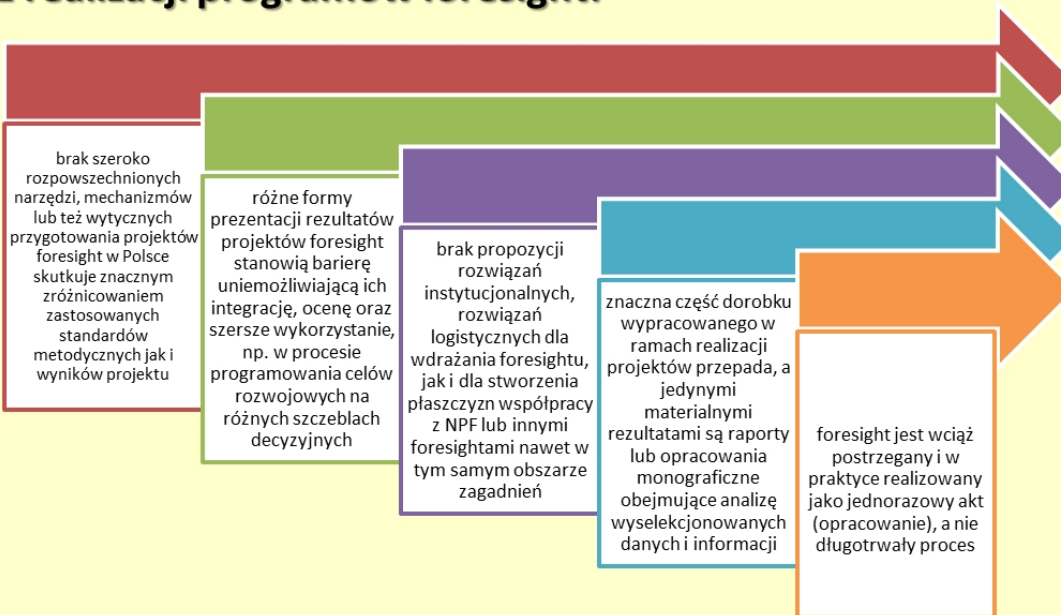 z realizacji programów foresight:
brak szeroko
rozpowszechnionych
narzędzi, mechanizmów
lub też wytycznych
przygotowania projektów
foresight w Polsce
skutkuje znacznym
zróżnicowaniem
zastosowanych
standardów
metodycznych jak i
wyników projektu
różne formy
prezentacji rezultatów
projektów foresight
stanowią barierę
uniemożliwiającą ich
integrację, ocenę oraz
szersze wykorzystanie,
np. w procesie
programowania celów
rozwojowych na
różnych szczeblach
decyzyjnych
brak propozycji
rozwiązań
instytucjonalnych,
rozwiązań
logistycznych dla
wdrażania foresightu,
jak i dla stworzenia
płaszczyzn współpracy
z NPF lub innymi
foresightami nawet w
tym samym obszarze
zagadnień
znaczna część dorobku
wypracowanego w
ramach realizacji
projektów przepada, a
jedynymi
materialnymi
rezultatami są raporty
lub opracowania
monograficzne
obejmujące analizę
wyselekcjonowanych
danych i informacji
foresight jest wciąż
postrzegany i w
praktyce realizowany
jako jednorazowy akt
(opracowanie), a nie
długotrwały proces